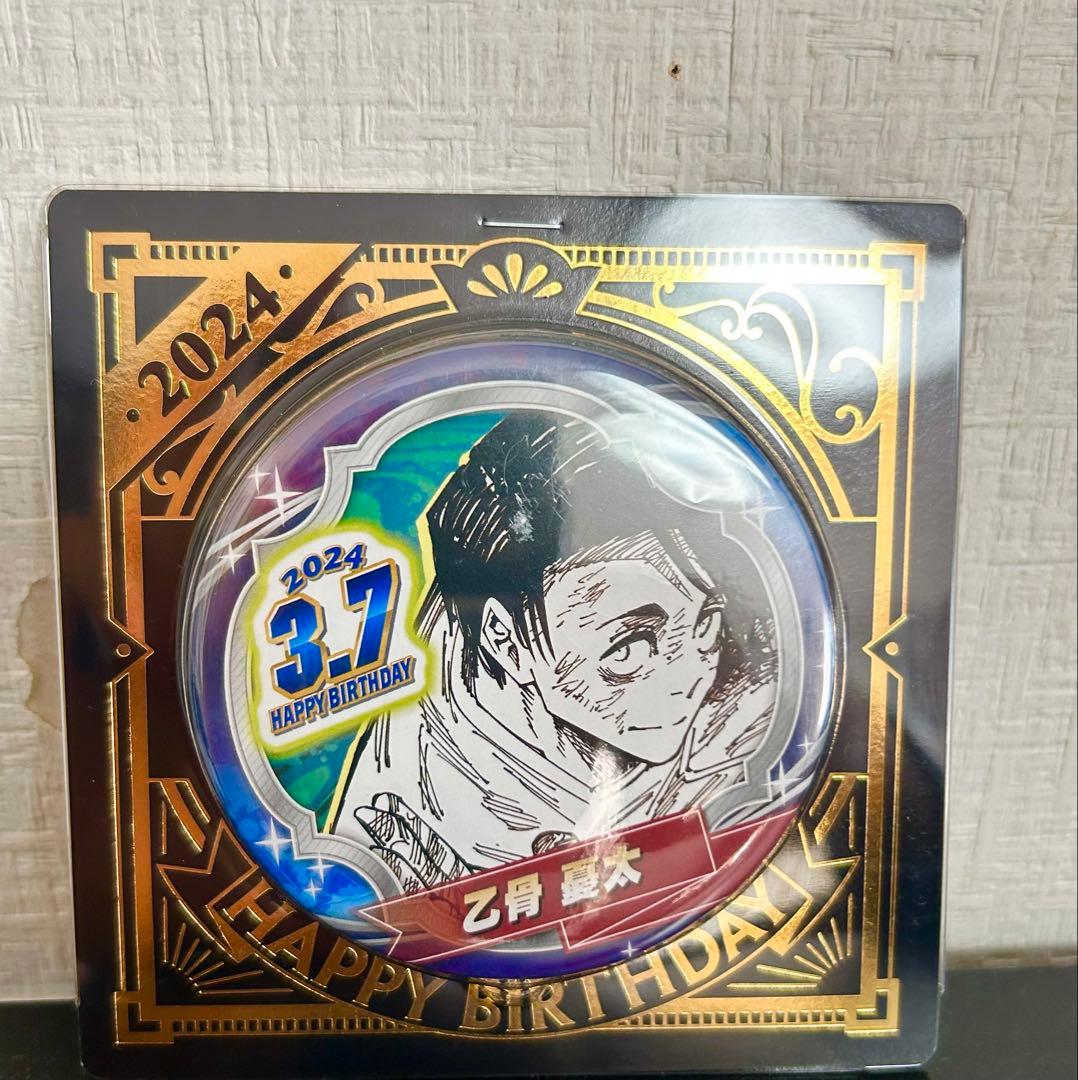 ·2024·
2024
3.7
HAPPY BIRTHDAY
乙骨 憂太
HAPPY BIRTHDAY